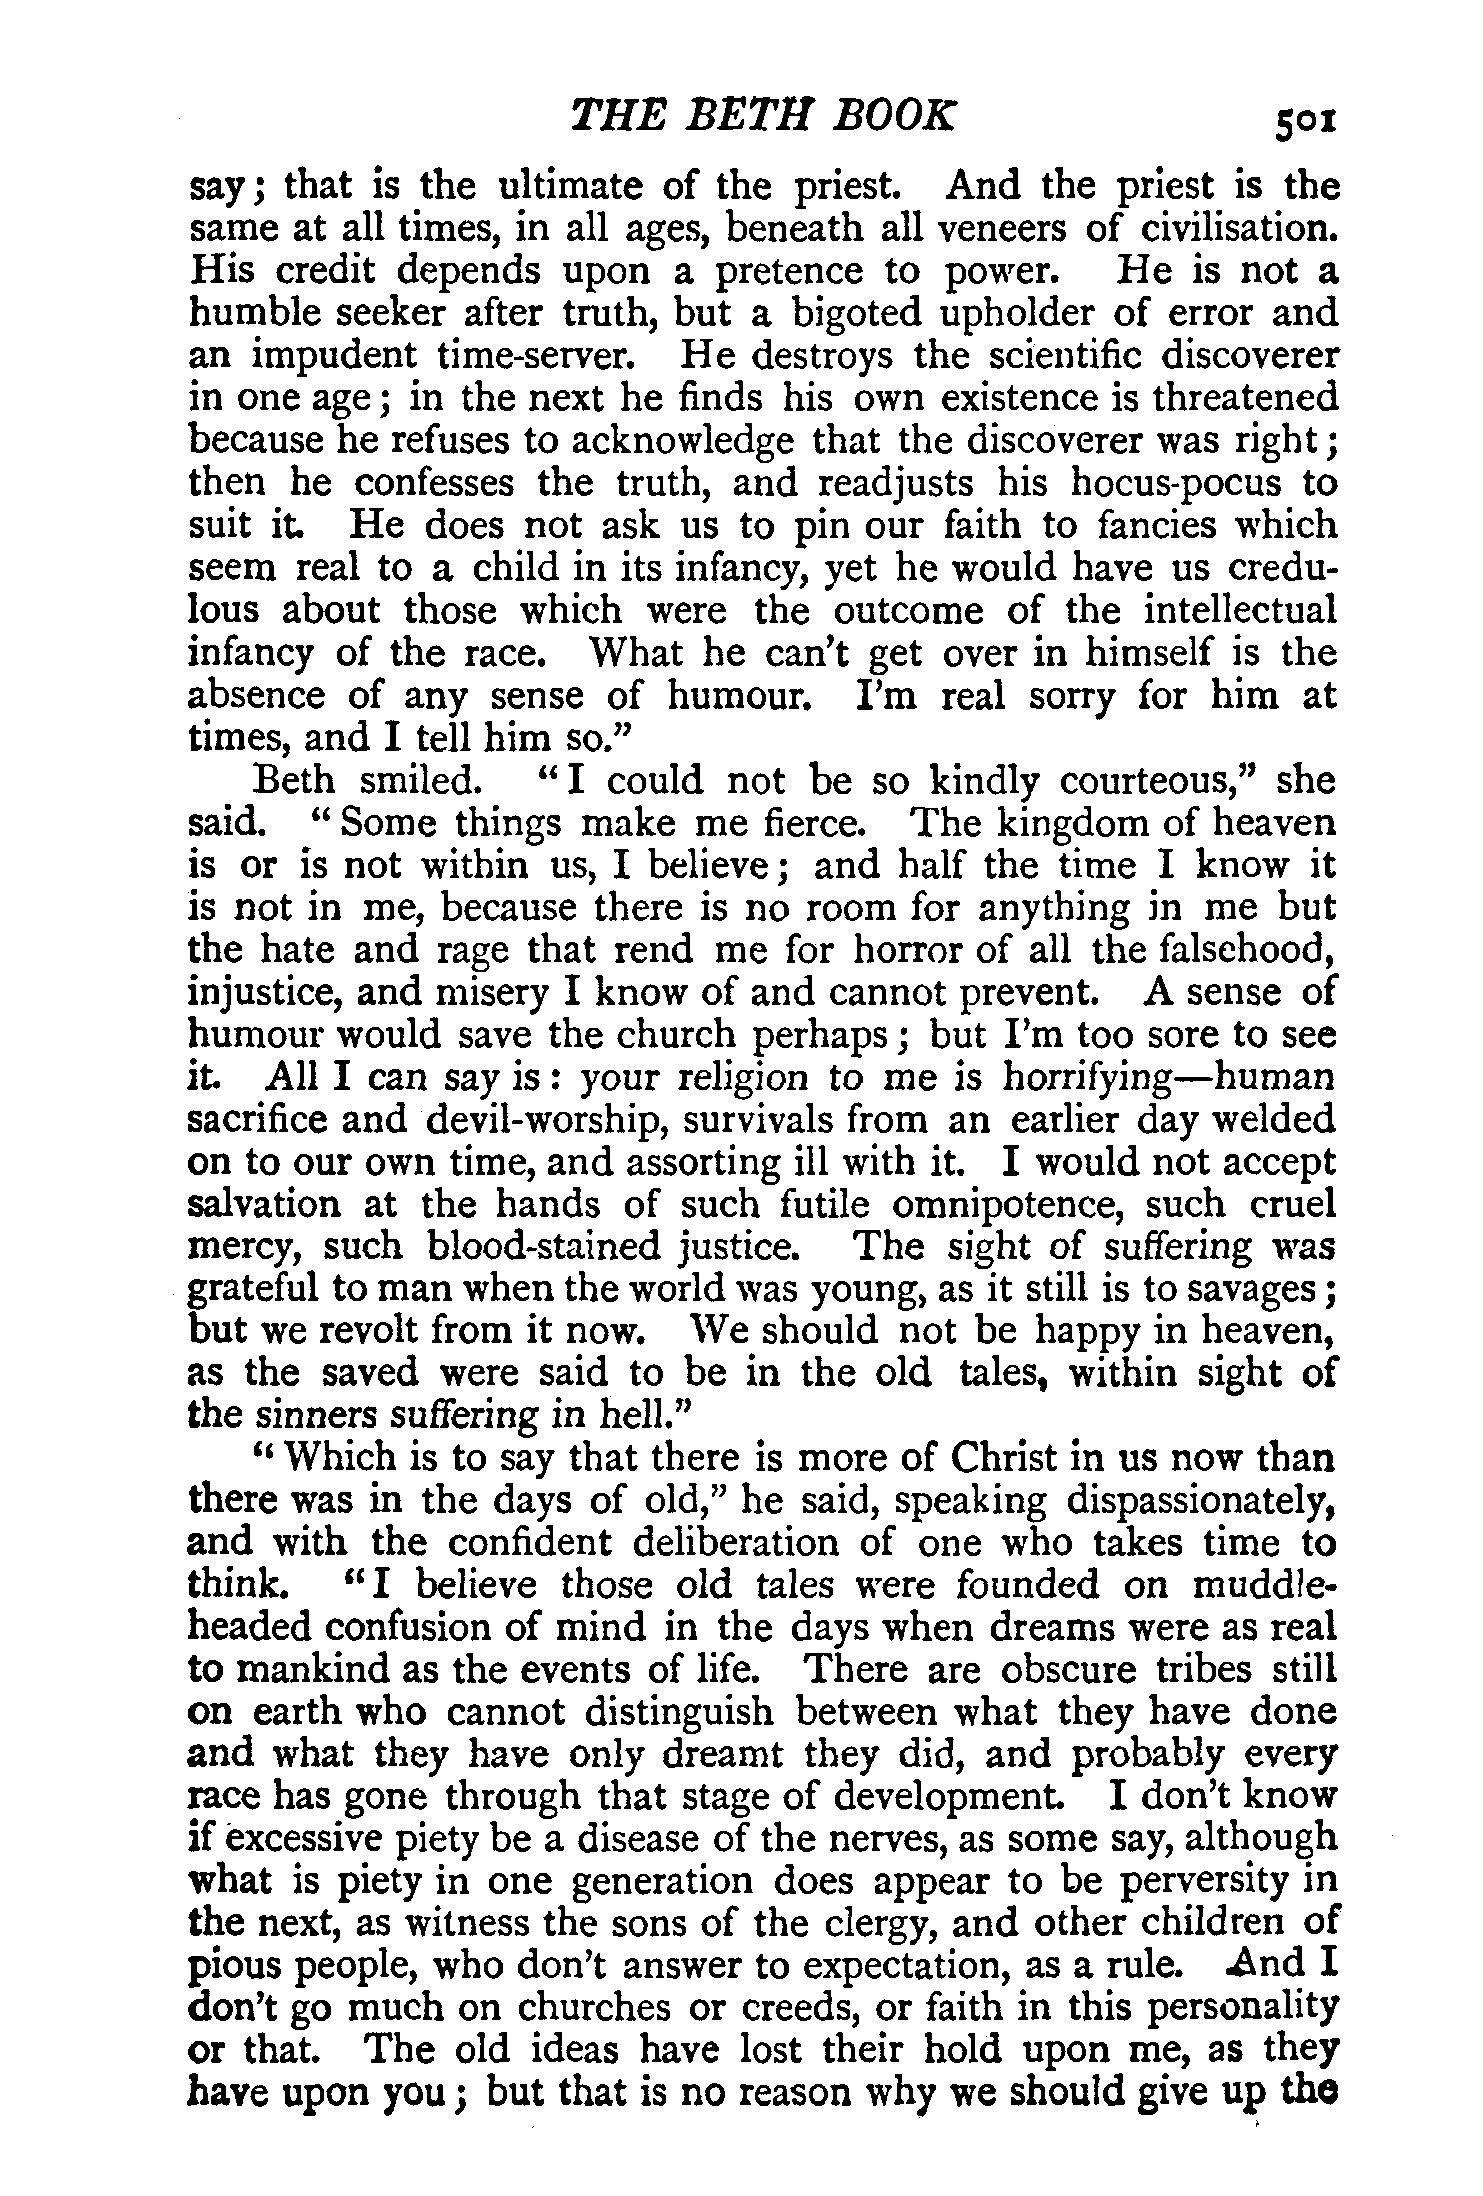 THE BETH BOOK 501
say; that is the ultimate of the priest. And the priest is the
same at all times, in all ages, beneath all veneers of civilisation.
His credit depends upon a pretence to power. He is not a
humble seeker after truth, but a bigoted upholder of error and
an impudent time-server. He destroys the scientific discoverer
in one age; in the next he finds his own existence is threatened
because he refuses to acknowledge that the discoverer was right;
then he confesses the truth, and readjusts his hocus-pocus to
suit it. He does not ask us to pin our faith to fancies which
seem real to a child in its infancy, yet he would have us credu-
lous about those which were the outcome of the intellectual
infancy of the race. What he can't get over in himself is the
absence of any sense of humour. I'm real sorry for him at
times, and I tell him so."
Beth smiled. "I could not be so kindly courteous," she
said. "Some things make me fierce. The kingdom of heaven
is or is not within us, I believe; and half the time I know it
is not in me, because there is no room for anything in me but
the hate and rage that rend me for horror of all the falsehood,
injustice, and misery I know of and cannot prevent. A sense of
humour would save the church perhaps; but I'm too sore to see
it. All I can say is: your religion to me is horrifying—human
sacrifice and devil-worship, survivals from an earlier day welded
on to our own time, and assorting ill with it. I would not accept
salvation at the hands of such futile omnipotence, such cruel
mercy, such blood-stained justice. The sight of suffering was
grateful to man when the world was young, as it still is to savages;
but we revolt from it now. We should not be happy in heaven,
as the saved were said to be in the old tales, within sight of
the sinners suffering in hell."
"Which is to say that there is more of Christ in us now than
there was in the days of old," he said, speaking dispassionately,
and with the confident deliberation of one who takes time to
think. "I believe those old tales were founded on muddle-
headed confusion of mind in the days when dreams were as real
to mankind as the events of life. There are obscure tribes still
on earth who cannot distinguish between what they have done
and what they have only dreamt they did, and probably every
race has gone through that stage of development. I don't know
if excessive piety be a disease of the nerves, as some say, although
what is piety in one generation does appear to be perversity in
the next, as witness the sons of the clergy, and other children of
pious people, who don't answer to expectation, as a rule. And I
don't go much on churches or creeds, or faith in this personality
or that. The old ideas have lost their hold upon me, as they
have upon you; but that is no reason why we should give up the